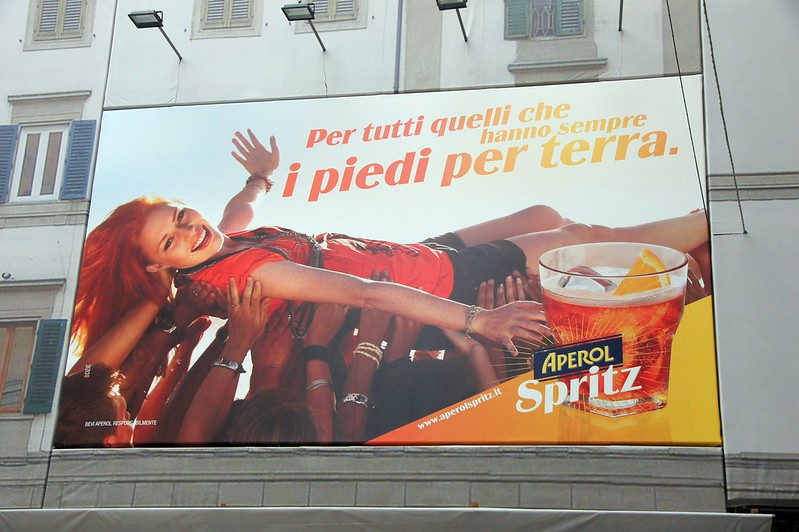 Per tutti quelli che
hanno sempre
i piedi per terra.
APEROL
Spritz
www.aperolspritz.it
BEVI APEROL RESPONSABILMENTE